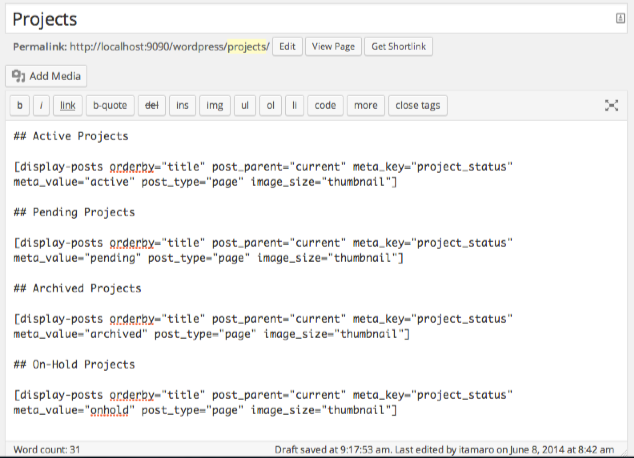 Projects
Permalink: http://localhost:9090/wordpress/projects/ Edit View Page Get Shortlink
Add Media
b i link b-quote del ins img ul ol li code more close tags
## Active Projects
[display-posts orderby="title" post_parent="current" meta_key="project_status"
meta_value="active" post_type="page" image_size="thumbnail"]
## Pending Projects
[display-posts orderby="title" post_parent="current" meta_key="project_status"
meta_value="pending" post_type="page" image_size="thumbnail"]
## Archived Projects
[display-posts orderby="title" post_parent="current" meta_key="project_status"
meta_value="archived" post_type="page" image_size="thumbnail"]
## On-Hold Projects
[display-posts orderby="title" post_parent="current" meta_key="project_status"
meta_value="onhold" post_type="page" image_size="thumbnail"]
Word count: 31 Draft saved at 9:17:53 am. Last edited by itamaro on June 8, 2014 at 8:42 am